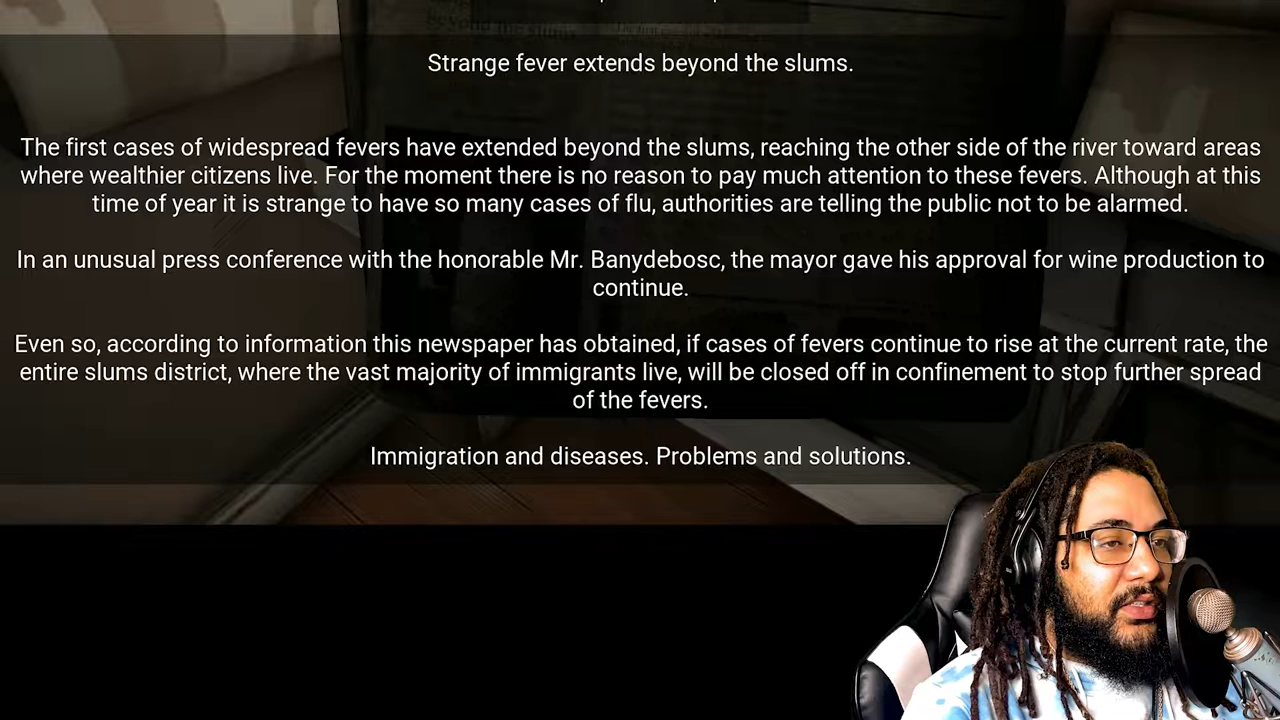 Strange fever extends beyond the slums.
The first cases of widespread fevers have extended beyond the slums, reaching the other side of the river toward areas
where wealthier citizens live. For the moment there is no reason to pay much attention to these fevers. Although at this
time of year it is strange to have so many cases of flu, authorities are telling the public not to be alarmed.
In an unusual press conference with the honorable Mr. Banydebosc, the mayor gave his approval for wine production to
continue.
Even so, according to information this newspaper has obtained, if cases of fevers continue to rise at the current rate, the
entire slums district, where the vast majority of immigrants live, will be closed off in confinement to stop further spread
of the fevers.
Immigration and diseases. Problems and solutions.